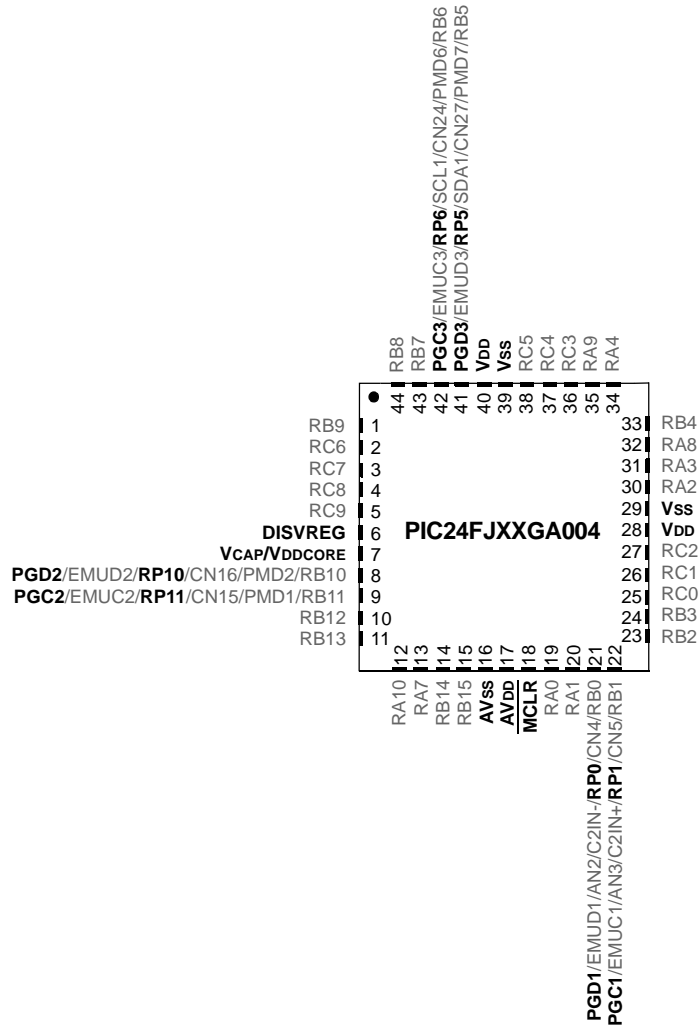 PGC3/EMUC3/RP6/SCL1/CN24/PMD6/RB6
PGD3/EMUD3/RP5/SDA1/CN27/PMD7/RB5
RB8
RB7
VDD
VSS
RC5
RC4
RC3
RA9
RA4
44
43
42
41
40
39
38
37
36
35
34
RB9 1
RC6 2
RC7 3
RC8 4
RC9 5
DISVREG 6
VCAP/VDDCORE 7
PGD2/EMUD2/RP10/CN16/PMD2/RB10 8
PGC2/EMUC2/RP11/CN15/PMD1/RB11 9
RB12 10
RB13 11
PIC24FJXXGA004
33 RB4
32 RA8
31 RA3
30 RA2
29 VSS
28 VDD
27 RC2
26 RC1
25 RC0
24 RB3
23 RB2
12
13
14
15
16
17
18
19
20
21
22
RA10
RA7
RB14
RB15
AVSS
AVDD
MCLR
RA0
RA1
PGD1/EMUD1/AN2/C2IN-/RP0/CN4/RB0
PGC1/EMUC1/AN3/C2IN+/RP1/CN5/RB1